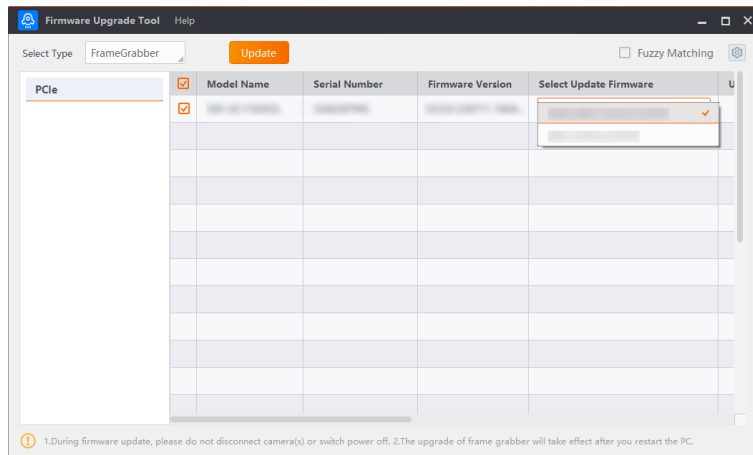 Firmware Upgrade Tool Help
Select Type FrameGrabber Update Fuzzy Matching
PCIe Model Name Serial Number Firmware Version Select Update Firmware U
1.During firmware update, please do not disconnect camera(s) or switch power off. 2.The upgrade of frame grabber will take effect after you restart the PC.